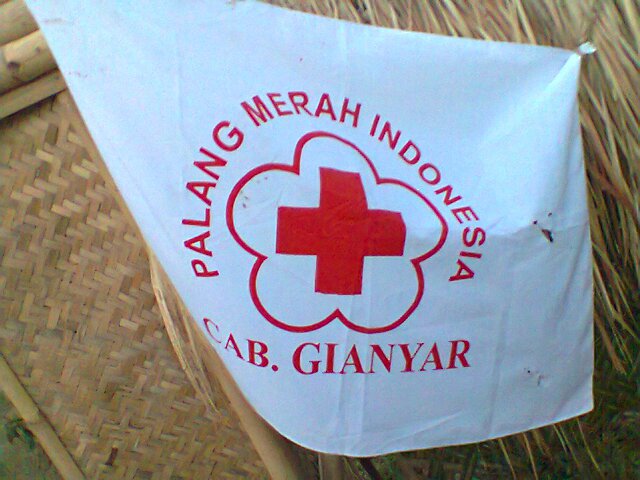 PALANG MERAH INDONESIA
CAB. GIANYAR